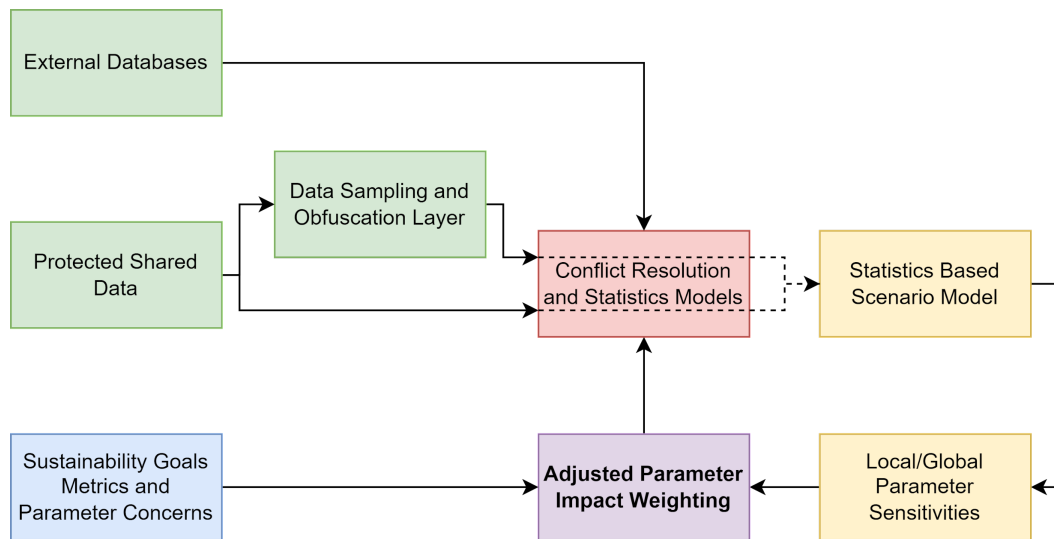 External Databases
Data Sampling and
Obfuscation Layer
Protected Shared
Data
Conflict Resolution
and Statistics Models
Statistics Based
Scenario Model
Sustainability Goals
Metrics and
Parameter Concerns
Adjusted Parameter
Impact Weighting
Local/Global
Parameter
Sensitivities